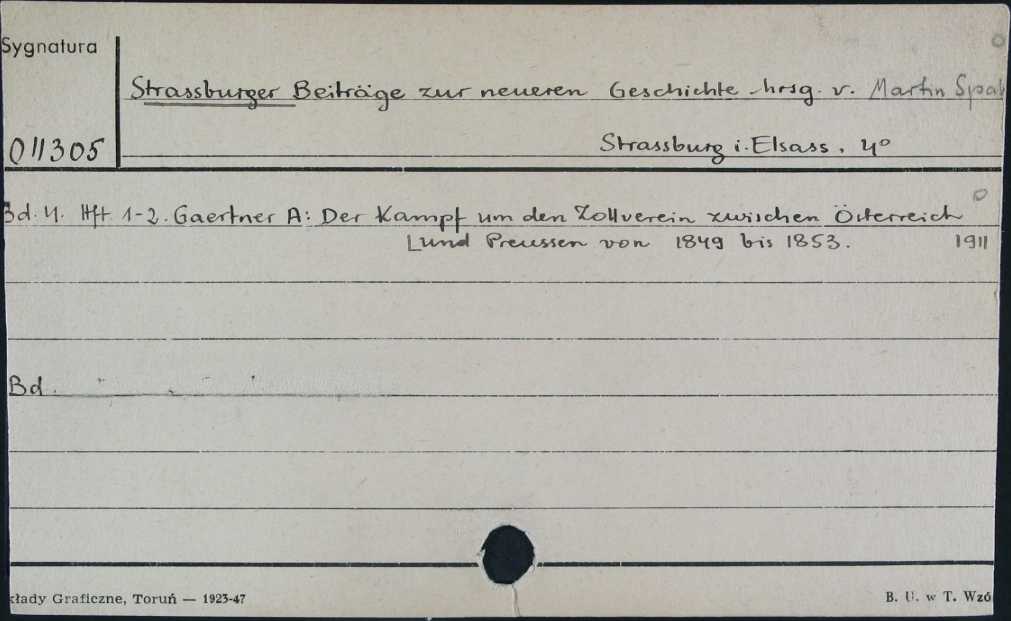 Sygnatura
Strassburger Beiträge zur neueren Geschichte hrsg. v. Martin Spah
011305
Strassburg i. Elsass, 4°
Bd. 4. Hft 1-2. Gaertner A: Der Kampf um den Zollverein zwischen Österreich
[und Preussen von 1849 bis 1853. 1911
Bd.
kłady Graficzne, Toruń — 1923-47
B. U. w T. Wzó